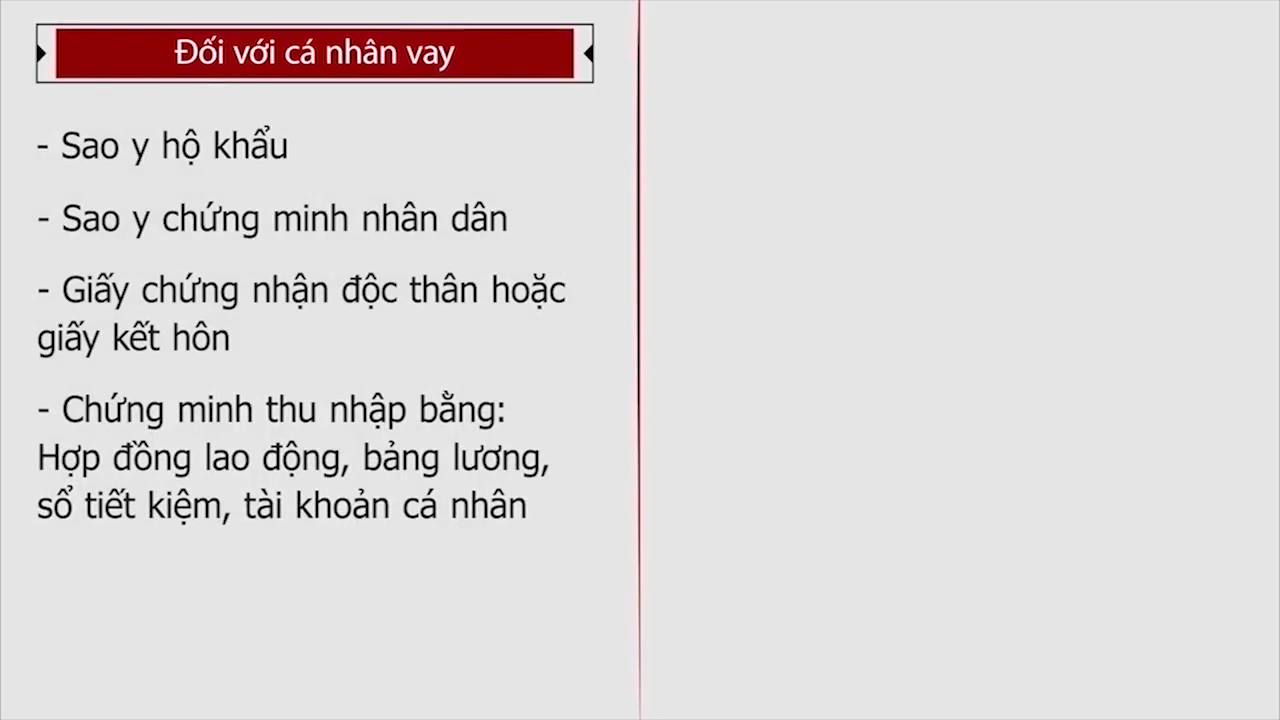 Đối với cá nhân vay
- Sao y hộ khẩu
- Sao y chứng minh nhân dân
- Giấy chứng nhận độc thân hoặc
giấy kết hôn
- Chứng minh thu nhập bằng:
Hợp đồng lao động, bảng lương,
sổ tiết kiệm, tài khoản cá nhân